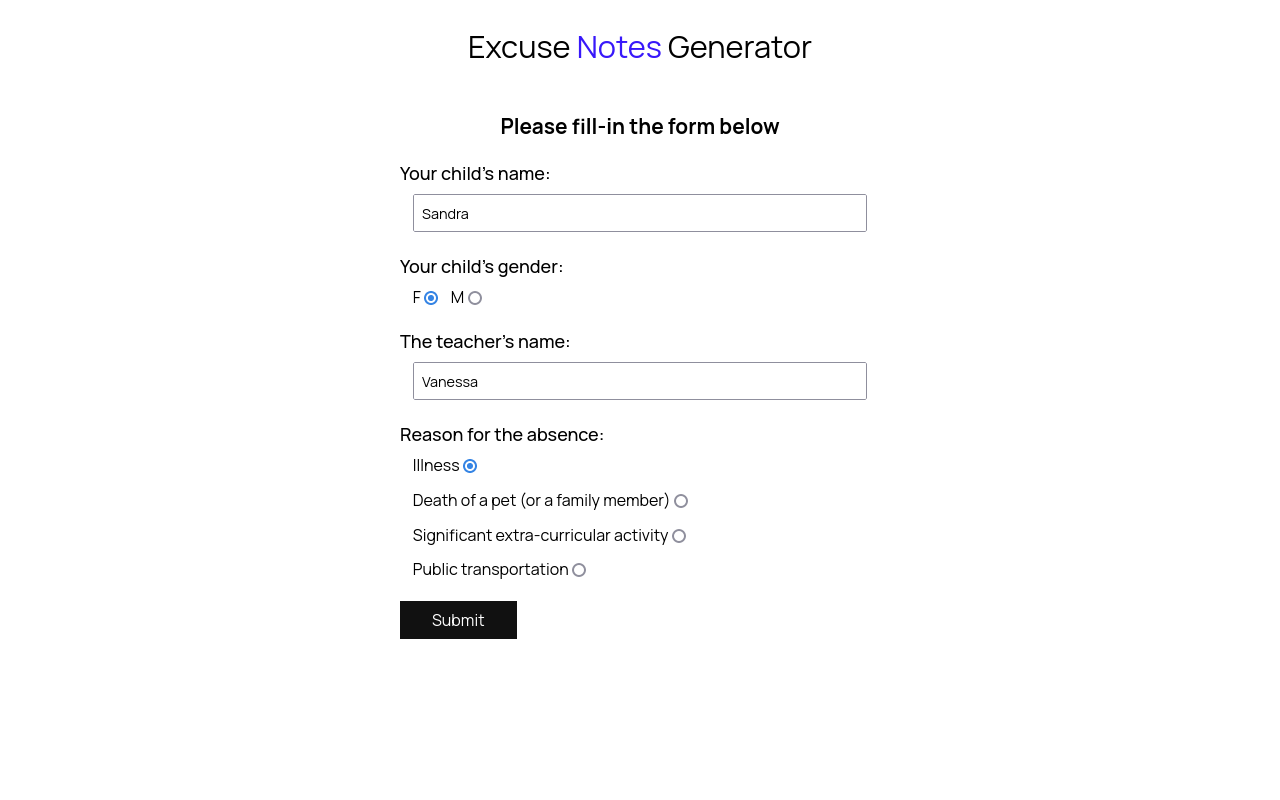 Excuse Notes Generator
Please fill-in the form below
Your child's name:
Sandra
Your child's gender:
F M
The teacher's name:
Vanessa
Reason for the absence:
Illness
Death of a pet (or a family member)
Significant extra-curricular activity
Public transportation
Submit